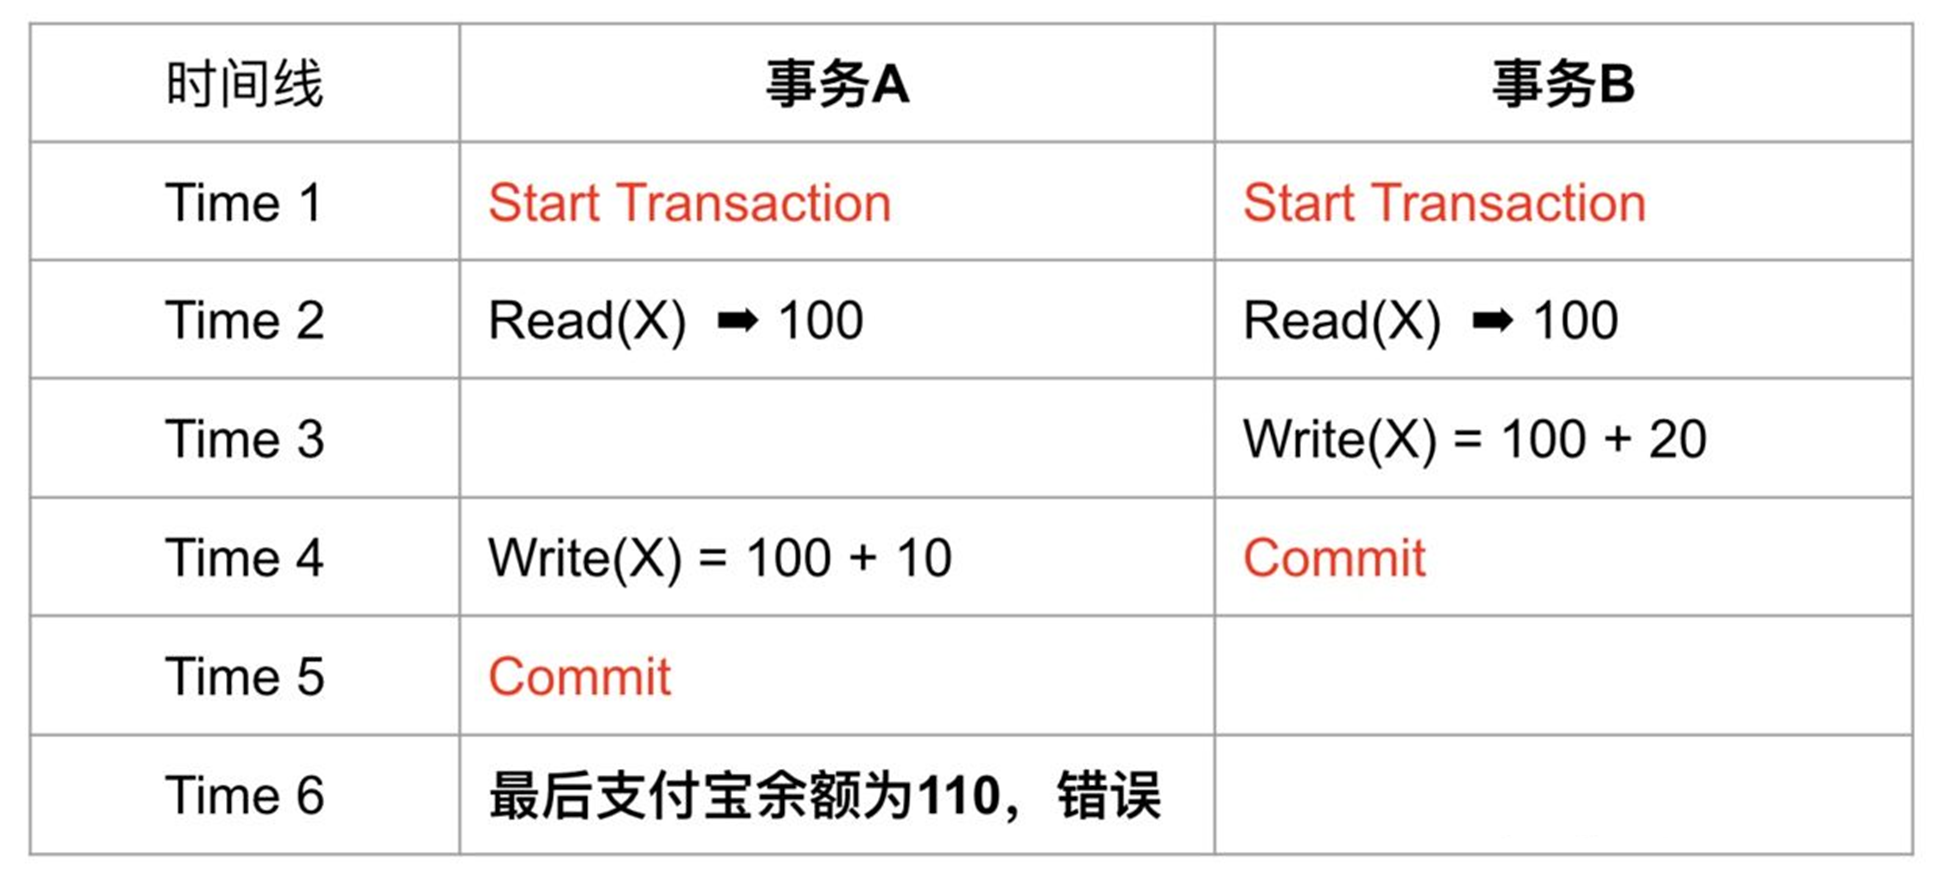 时间线 事务A 事务B
Time 1 Start Transaction Start Transaction
Time 2 Read(X) ➡ 100 Read(X) ➡ 100
Time 3 Write(X) = 100 + 20
Time 4 Write(X) = 100 + 10 Commit
Time 5 Commit
Time 6 最后支付宝余额为110，错误